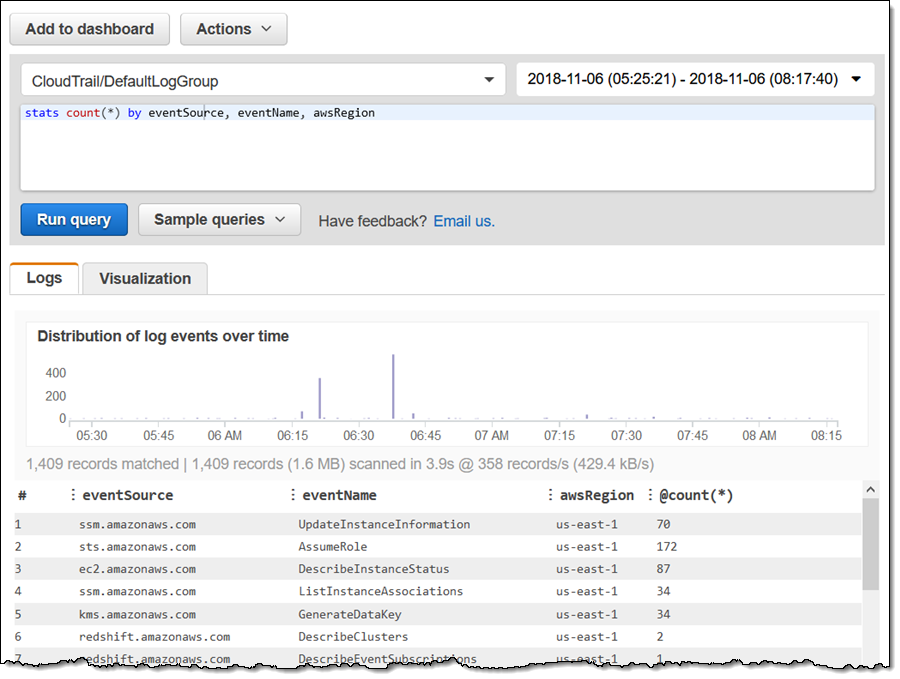 Add to dashboard Actions
CloudTrail/DefaultLogGroup 2018-11-06 (05:25:21) - 2018-11-06 (08:17:40)
stats count(*) by eventSource, eventName, awsRegion
Run query Sample queries Have feedback? Email us.
Logs Visualization
Distribution of log events over time
400
200
0
05:30 05:45 06 AM 06:15 06:30 06:45 07 AM 07:15 07:30 07:45 08 AM 08:15
1,409 records matched | 1,409 records (1.6 MB) scanned in 3.9s @ 358 records/s (429.4 kB/s)
# eventSource eventName awsRegion @count(*)
1 ssm.amazonaws.com UpdateInstanceInformation us-east-1 70
2 sts.amazonaws.com AssumeRole us-east-1 172
3 ec2.amazonaws.com DescribeInstanceStatus us-east-1 87
4 ssm.amazonaws.com ListInstanceAssociations us-east-1 34
5 kms.amazonaws.com GenerateDataKey us-east-1 34
6 redshift.amazonaws.com DescribeClusters us-east-1 2
7 redshift.amazonaws.com DescribeEventSubscriptions us-east-1 1